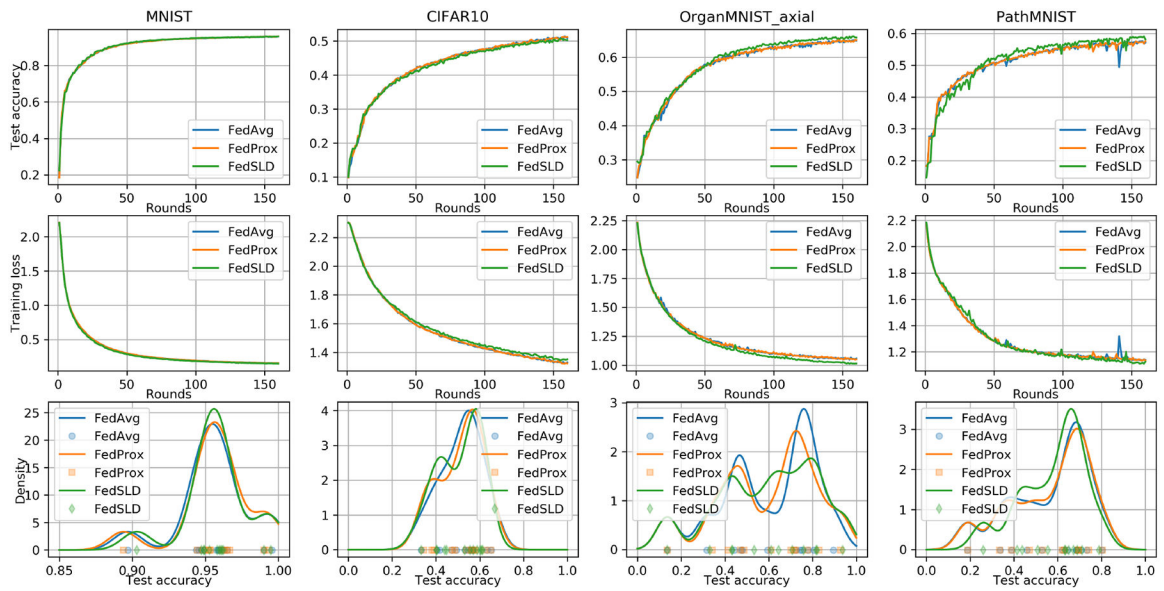 MNIST
CIFAR10
OrganMNIST_axial
PathMNIST
Test accuracy
0.8
0.6
0.4
0.2
FedAvg
FedProx
FedSLD
0
50
100
150
Rounds
0.5
0.4
0.3
0.2
0.1
FedAvg
FedProx
FedSLD
0
50
100
150
Rounds
0.6
0.5
0.4
0.3
FedAvg
FedProx
FedSLD
0
50
100
150
Rounds
0.6
0.5
0.4
0.3
0.2
FedAvg
FedProx
FedSLD
0
50
100
150
Rounds
Training loss
2.0
1.5
1.0
0.5
FedAvg
FedProx
FedSLD
0
50
100
150
Rounds
2.2
2.0
1.8
1.6
1.4
FedAvg
FedProx
FedSLD
0
50
100
150
Rounds
2.25
2.00
1.75
1.50
1.25
1.00
FedAvg
FedProx
FedSLD
0
50
100
150
Rounds
2.2
2.0
1.8
1.6
1.4
1.2
FedAvg
FedProx
FedSLD
0
50
100
150
Rounds
Density
25
20
15
10
5
0
FedAvg
FedAvg
FedProx
FedProx
FedSLD
FedSLD
0.85
0.90
0.95
1.00
Test accuracy
4
3
2
1
0
FedAvg
FedAvg
FedProx
FedProx
FedSLD
FedSLD
0.0
0.2
0.4
0.6
0.8
1.0
Test accuracy
3
2
1
0
FedAvg
FedAvg
FedProx
FedProx
FedSLD
FedSLD
0.0
0.2
0.4
0.6
0.8
1.0
Test accuracy
3
2
1
0
FedAvg
FedAvg
FedProx
FedProx
FedSLD
FedSLD
0.0
0.2
0.4
0.6
0.8
1.0
Test accuracy